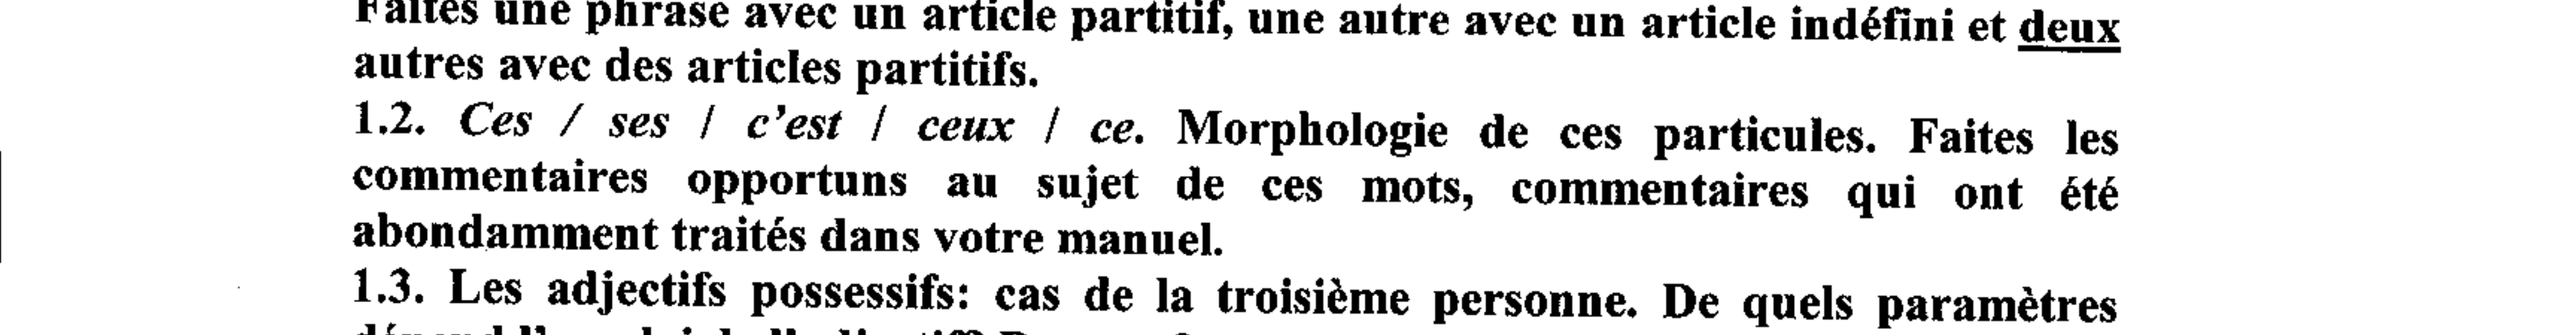 Faites une phrase avec un article partitif, une autre avec un article indéfini et deux
autres avec des articles partitifs.
1.2. Ces / ses / c'est / ceux / ce. Morphologie de ces particules. Faites les
commentaires opportuns au sujet de ces mots, commentaires qui ont été
abondamment traités dans votre manuel.
1.3. Les adjectifs possessifs: cas de la troisième personne. De quels paramètres